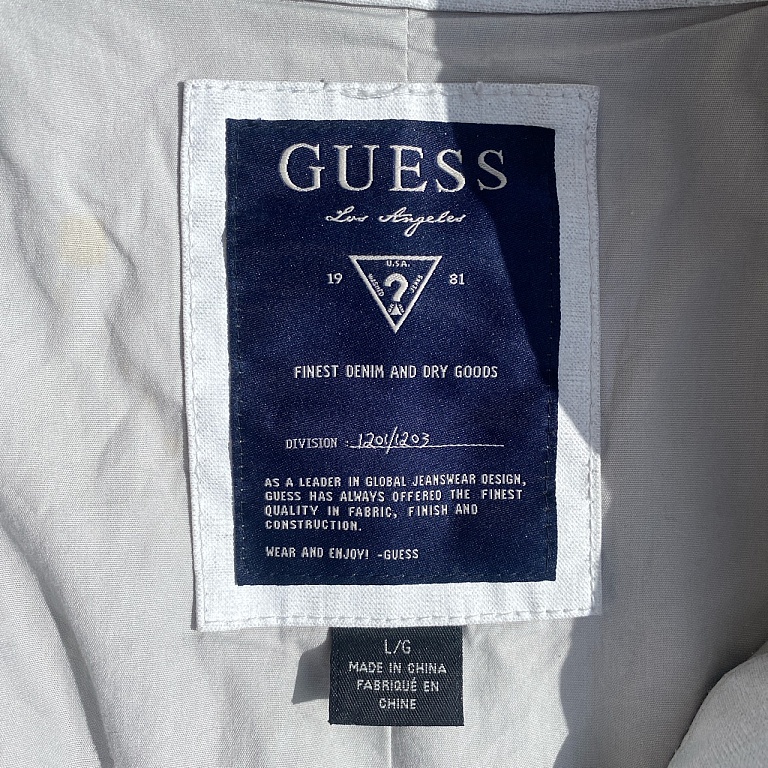 GUESS
Los Angeles
19 81
U.S.A.
?
FINEST DENIM AND DRY GOODS
DIVISION : 1201/1203
AS A LEADER IN GLOBAL JEANSWEAR DESIGN,
GUESS HAS ALWAYS OFFERED THE FINEST
QUALITY IN FABRIC, FINISH AND
CONSTRUCTION.
WEAR AND ENJOY! -GUESS
L/G
MADE IN CHINA
FABRIQUÉ EN
CHINE